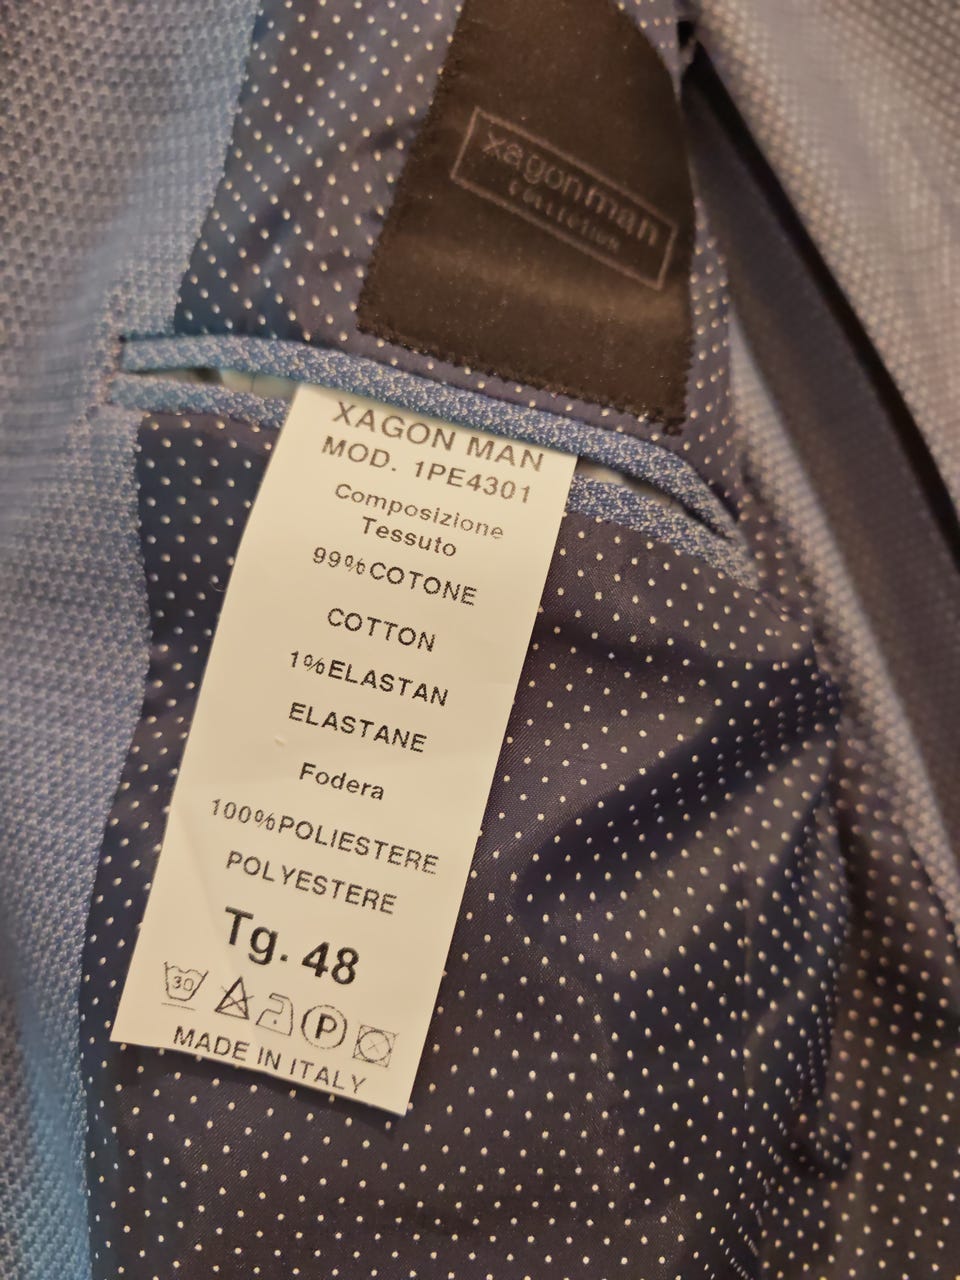 xagonman
COLLECTION
XAGON MAN
MOD. 1PE4301
Composizione
Tessuto
99%COTONE
COTTON
1%ELASTAN
ELASTANE
Fodera
100%POLIESTERE
POLYESTERE
Tg. 48
30 P
MADE IN ITALY